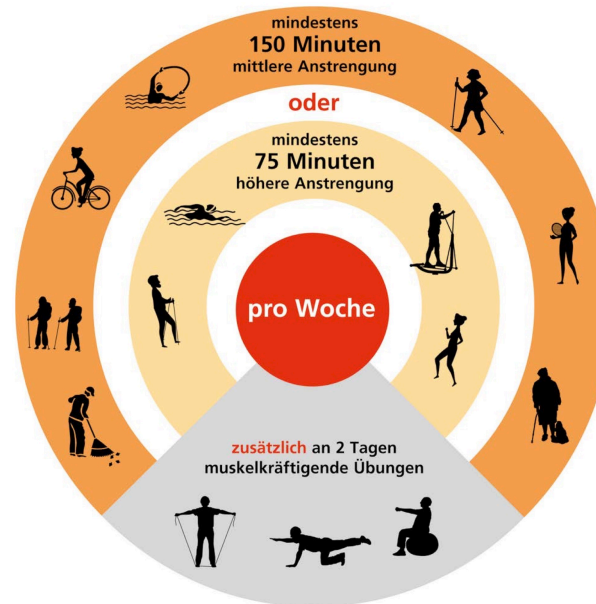 mindestens
150 Minuten
mittlere Anstrengung
oder
mindestens
75 Minuten
höhere Anstrengung
pro Woche
zusätzlich an 2 Tagen
muskelkräftigende Übungen